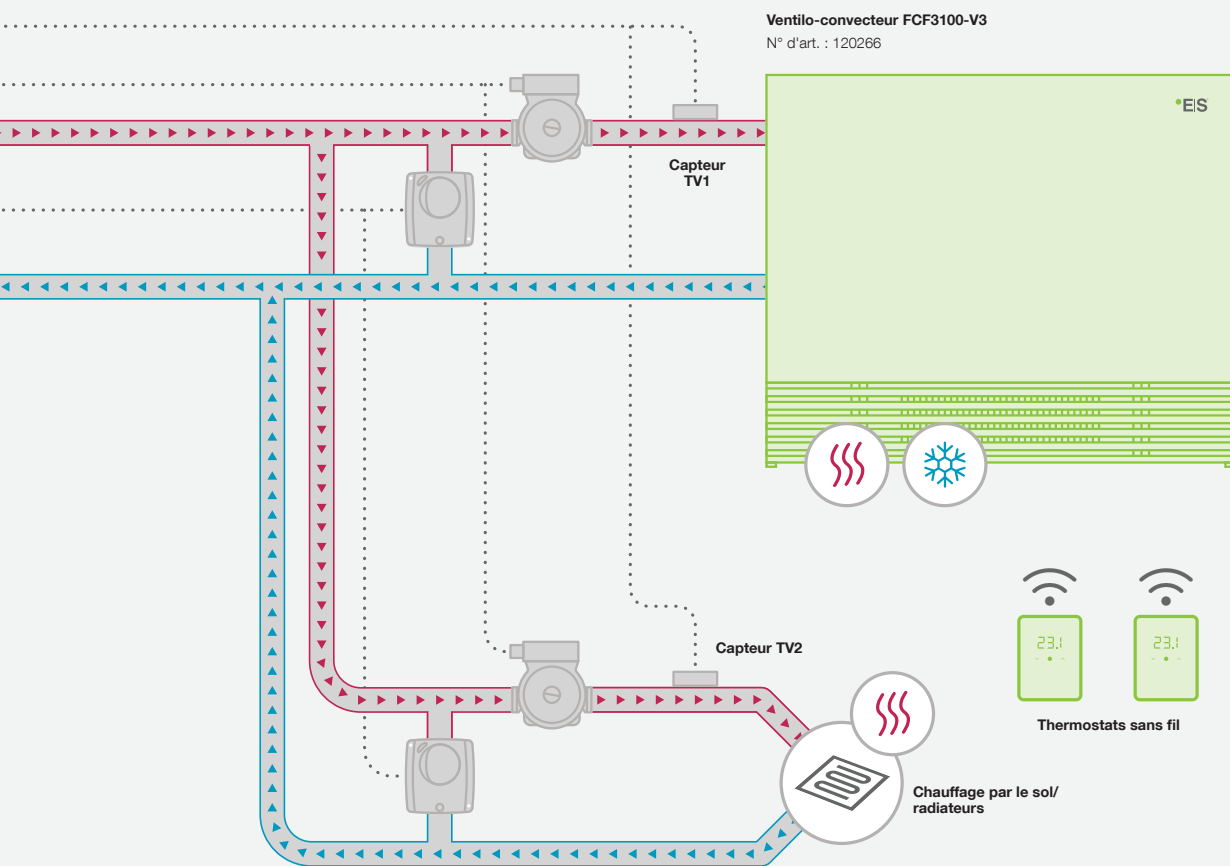 Ventilo-convecteur FCF3100-V3
N° d'art. : 120266
EIS
Capteur
TV1
Capteur TV2
23.1
23.1
Thermostats sans fil
Chauffage par le sol/
radiateurs